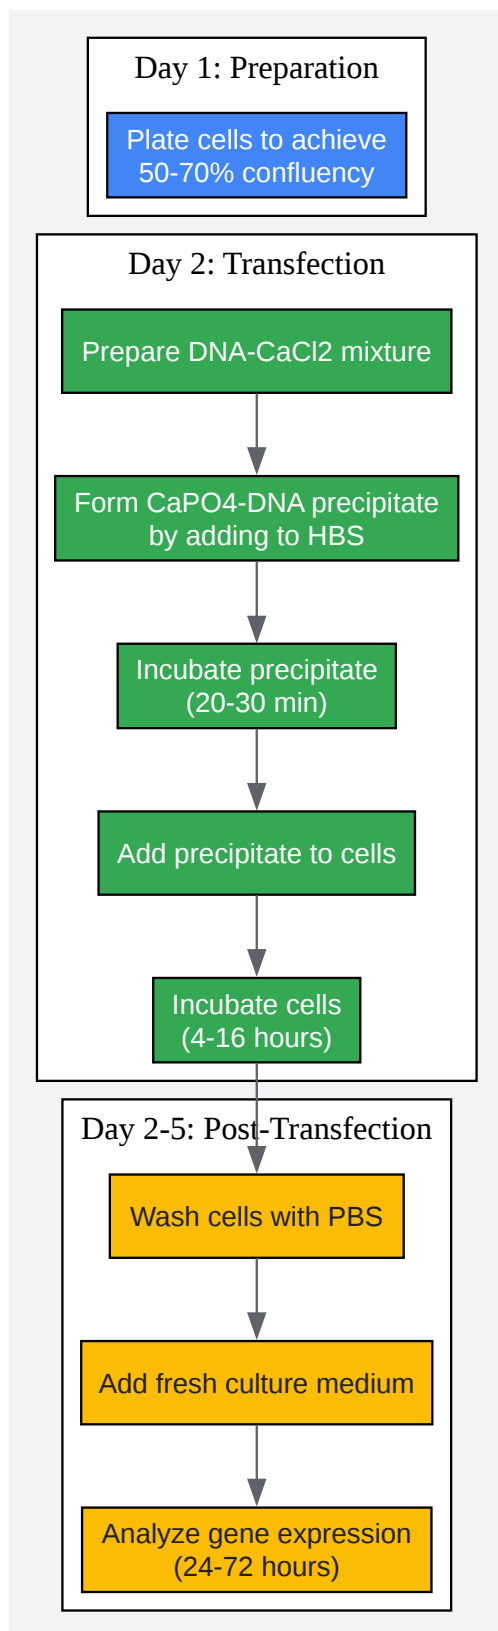 Day 1: Preparation
Plate cells to achieve
50-70% confluency
Day 2: Transfection
Prepare DNA-CaCl2 mixture
Form CaPO4-DNA precipitate
by adding to HBS
Incubate precipitate
(20-30 min)
Add precipitate to cells
Incubate cells
(4-16 hours)
Day 2-5: Post-Transfection
Wash cells with PBS
Add fresh culture medium
Analyze gene expression
(24-72 hours)